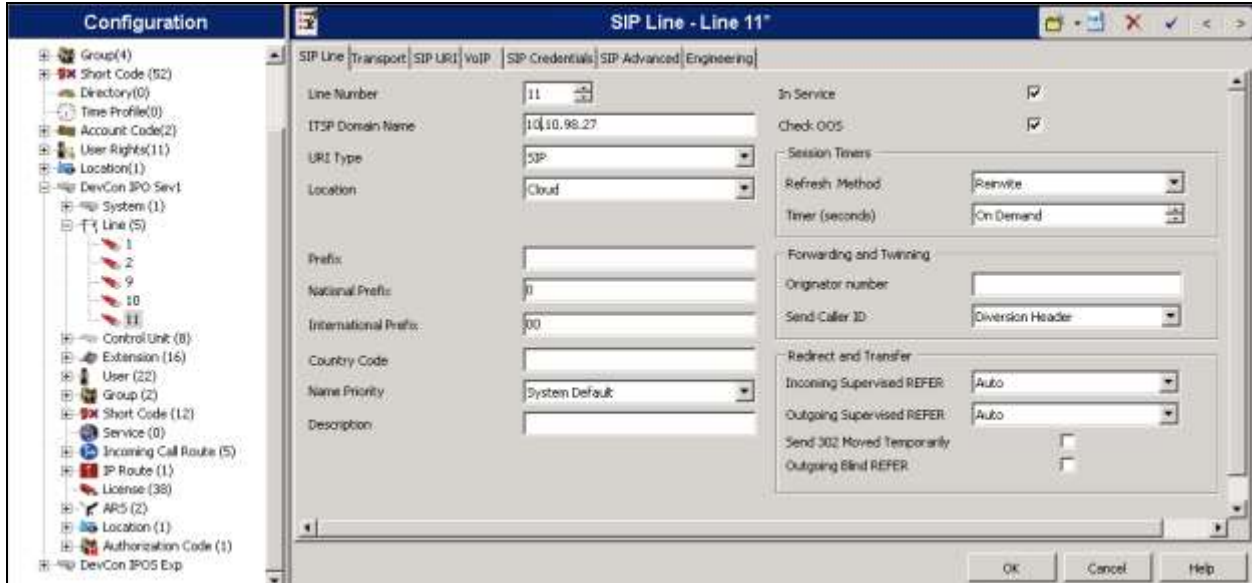 Configuration
Group(4)
Short Code (52)
Directory(0)
Time Profile(0)
Account Code(2)
User Rights(11)
Location(1)
DevCon IPO Sev1
System (1)
Line (5)
1
2
9
10
11
Control Unit (8)
Extension (16)
User (22)
Group (2)
Short Code (12)
Service (0)
Incoming Call Route (5)
IP Route (1)
License (38)
ARS (2)
Location (1)
Authorization Code (1)
DevCon IPOS Exp
SIP Line - Line 11*
SIP Line Transport SIP URI VoIP SIP Credentials SIP Advanced Engineering
Line Number 11
ITSP Domain Name 10.10.98.27
URI Type SIP
Location Cloud
Prefix
National Prefix 0
International Prefix 00
Country Code
Name Priority System Default
Description
In Service
Check OOS
Session Timers
Refresh Method Reinvite
Timer (seconds) On Demand
Forwarding and Twinning
Originator number
Send Caller ID Diversion Header
Redirect and Transfer
Incoming Supervised REFER Auto
Outgoing Supervised REFER Auto
Send 302 Moved Temporarily
Outgoing Blind REFER
OK Cancel Help